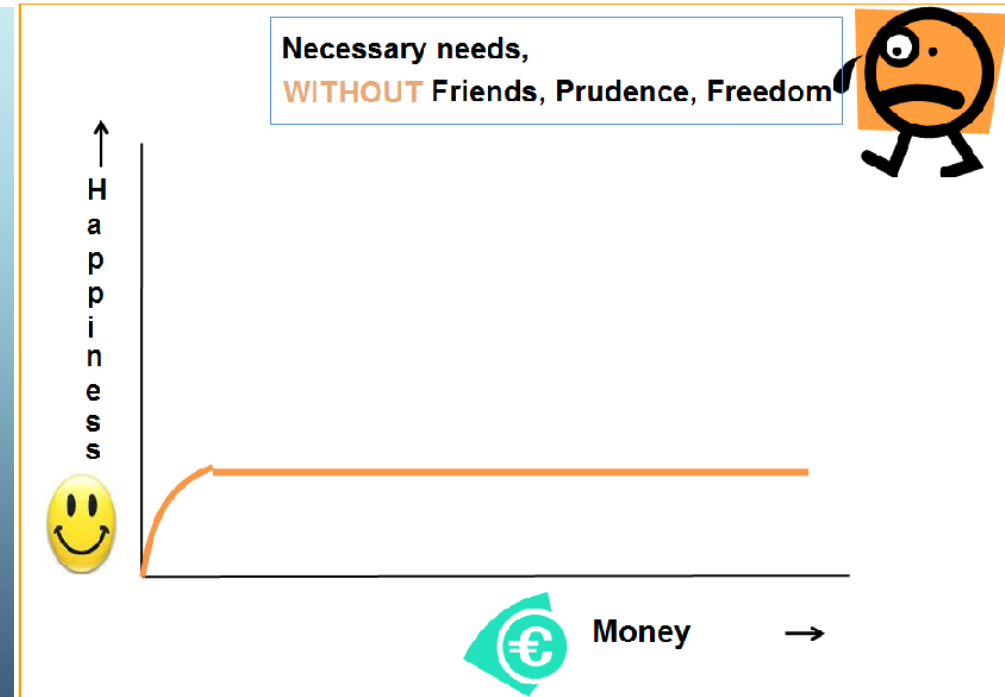 Necessary needs,
WITHOUT Friends, Prudence, Freedom
Happiness
€
Money